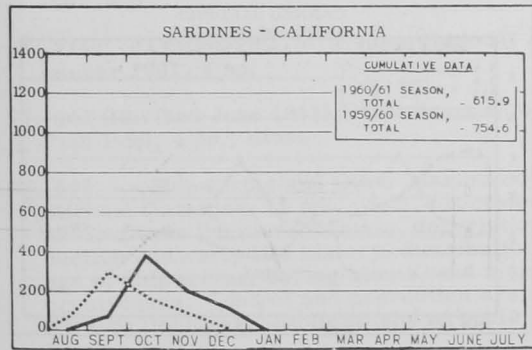 SARDINES - CALIFORNIA
1400
1200
1000
800
600
400
200
0
CUMULATIVE DATA
1960/61 SEASON,
TOTAL - 615.9
1959/60 SEASON,
TOTAL - 754.6
AUG SEPT OCT NOV DEC JAN FEB MAR APR MAY JUNE JULY